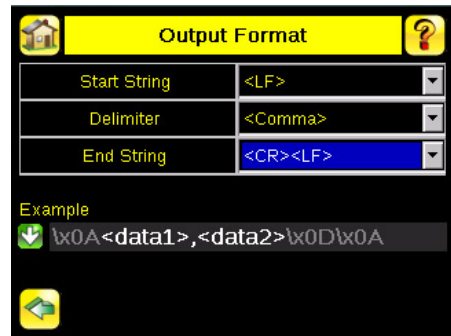 Output Format
?
Start String <LF>
Delimiter <Comma>
End String <CR><LF>
Example
\x0A<data1>,<data2>\x0D\x0A